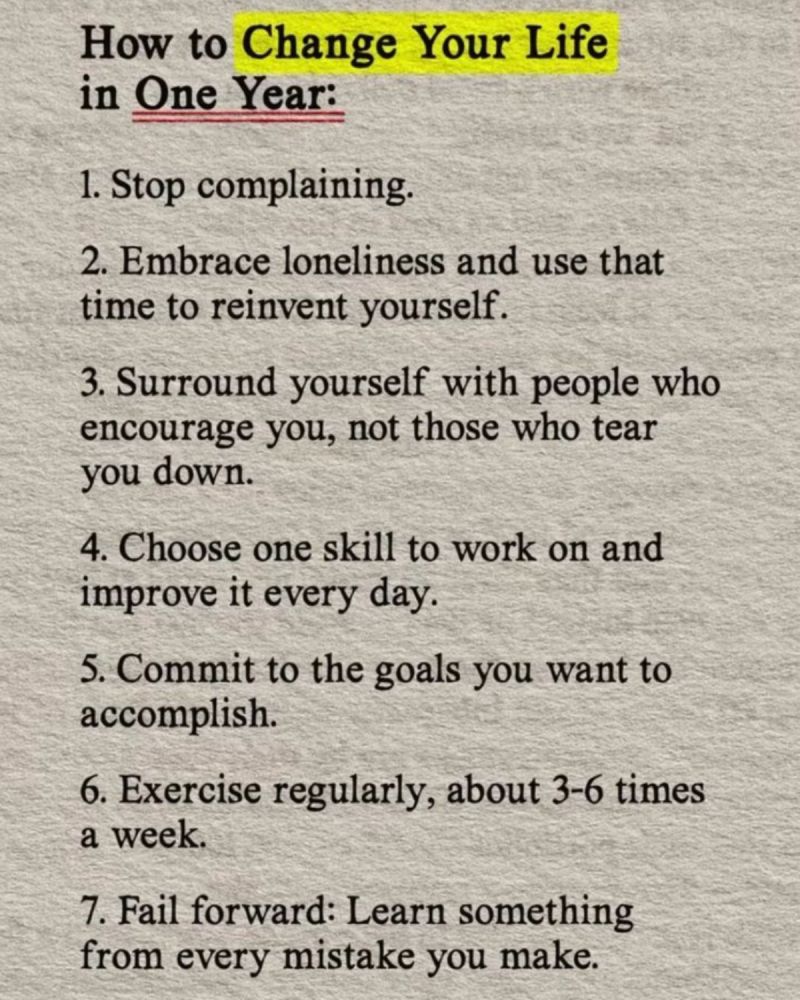 How to Change Your Life
in One Year:
1. Stop complaining.
2. Embrace loneliness and use that
time to reinvent yourself.
3. Surround yourself with people who
encourage you, not those who tear
you down.
4. Choose one skill to work on and
improve it every day.
5. Commit to the goals you want to
accomplish.
6. Exercise regularly, about 3-6 times
a week.
7. Fail forward: Learn something
from every mistake you make.